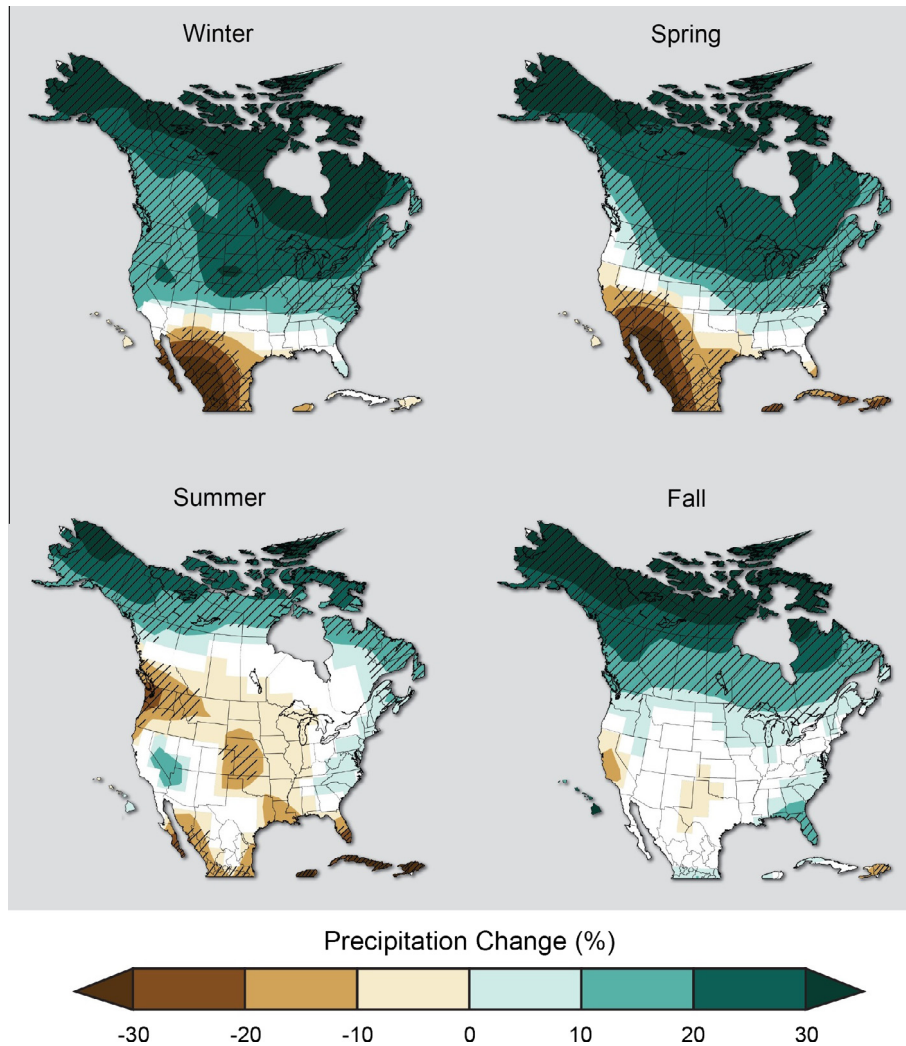 Winter
Spring
Summer
Fall
Precipitation Change (%)
-30 -20 -10 0 10 20 30